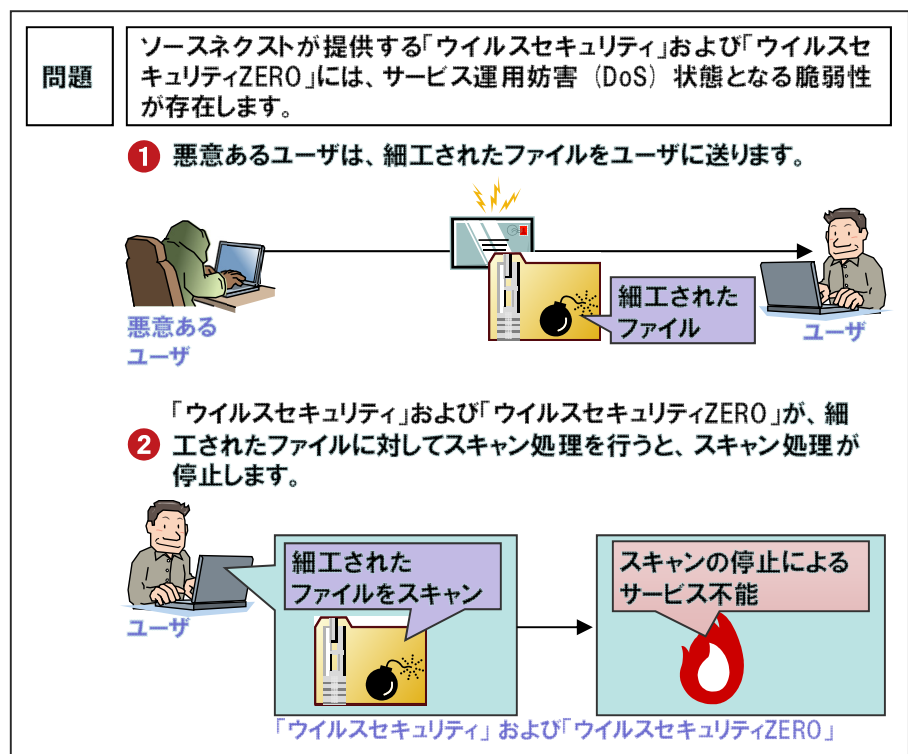 問題
ソースネクストが提供する「ウイルスセキュリティ」および「ウイルスセ
キュリティZERO」には、サービス運用妨害（DoS）状態となる脆弱性
が存在します。
1 悪意あるユーザは、細工されたファイルをユーザに送ります。
細工された
ファイル
悪意ある
ユーザ
ユーザ
「ウイルスセキュリティ」および「ウイルスセキュリティZERO」が、細
2 工されたファイルに対してスキャン処理を行うと、スキャン処理が
停止します。
細工された
ファイルをスキャン
スキャンの停止による
サービス不能
ユーザ
「ウイルスセキュリティ」および「ウイルスセキュリティZERO」